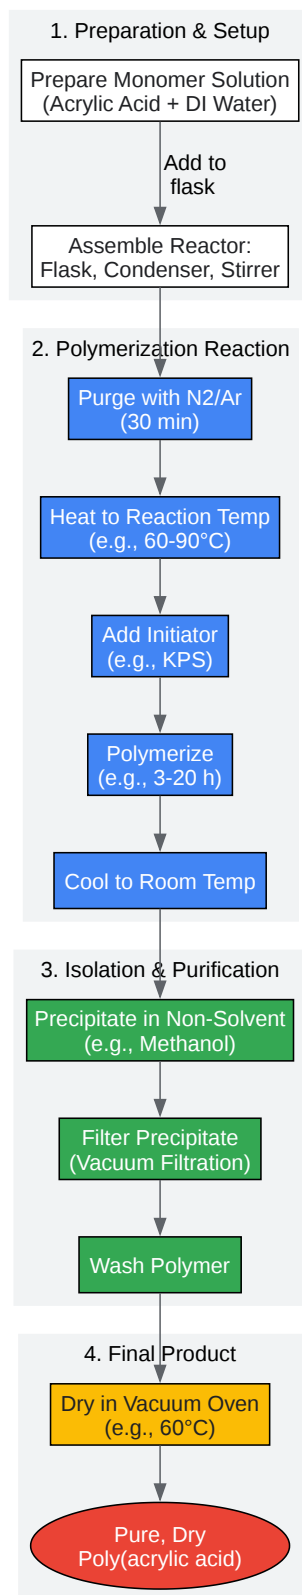 1. Preparation & Setup
Prepare Monomer Solution
(Acrylic Acid + DI Water)
Add to
flask
Assemble Reactor:
Flask, Condenser, Stirrer
2. Polymerization Reaction
Purge with N2/Ar
(30 min)
Heat to Reaction Temp
(e.g., 60-90°C)
Add Initiator
(e.g., KPS)
Polymerize
(e.g., 3-20 h)
Cool to Room Temp
3. Isolation & Purification
Precipitate in Non-Solvent
(e.g., Methanol)
Filter Precipitate
(Vacuum Filtration)
Wash Polymer
4. Final Product
Dry in Vacuum Oven
(e.g., 60°C)
Pure, Dry
Poly(acrylic acid)